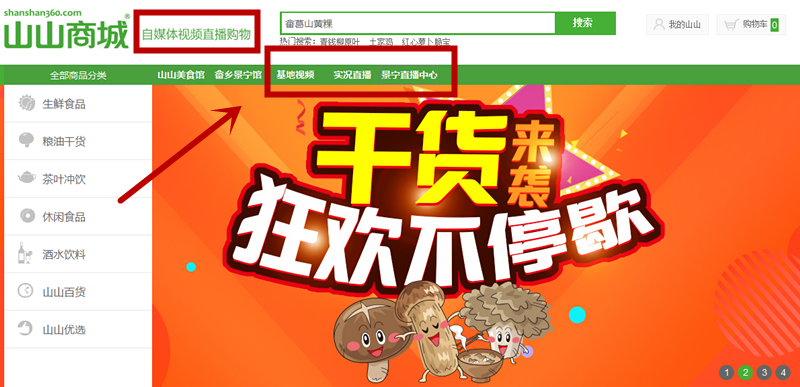 shanshan360.com
山山商城®
自媒体视频直播购物
畲葛山黄粿
搜索
热门搜索: 青钱柳原叶 土家鸡 红心萝卜脆宝
我的山山
购物车 0
全部商品分类 山山美食馆 畲乡景宁馆 基地视频 实况直播 景宁直播中心
生鲜食品
粮油干货
茶叶冲饮
休闲食品
酒水饮料
山山百货
山山优选
干货来袭
狂欢不停歇
1 2 3 4